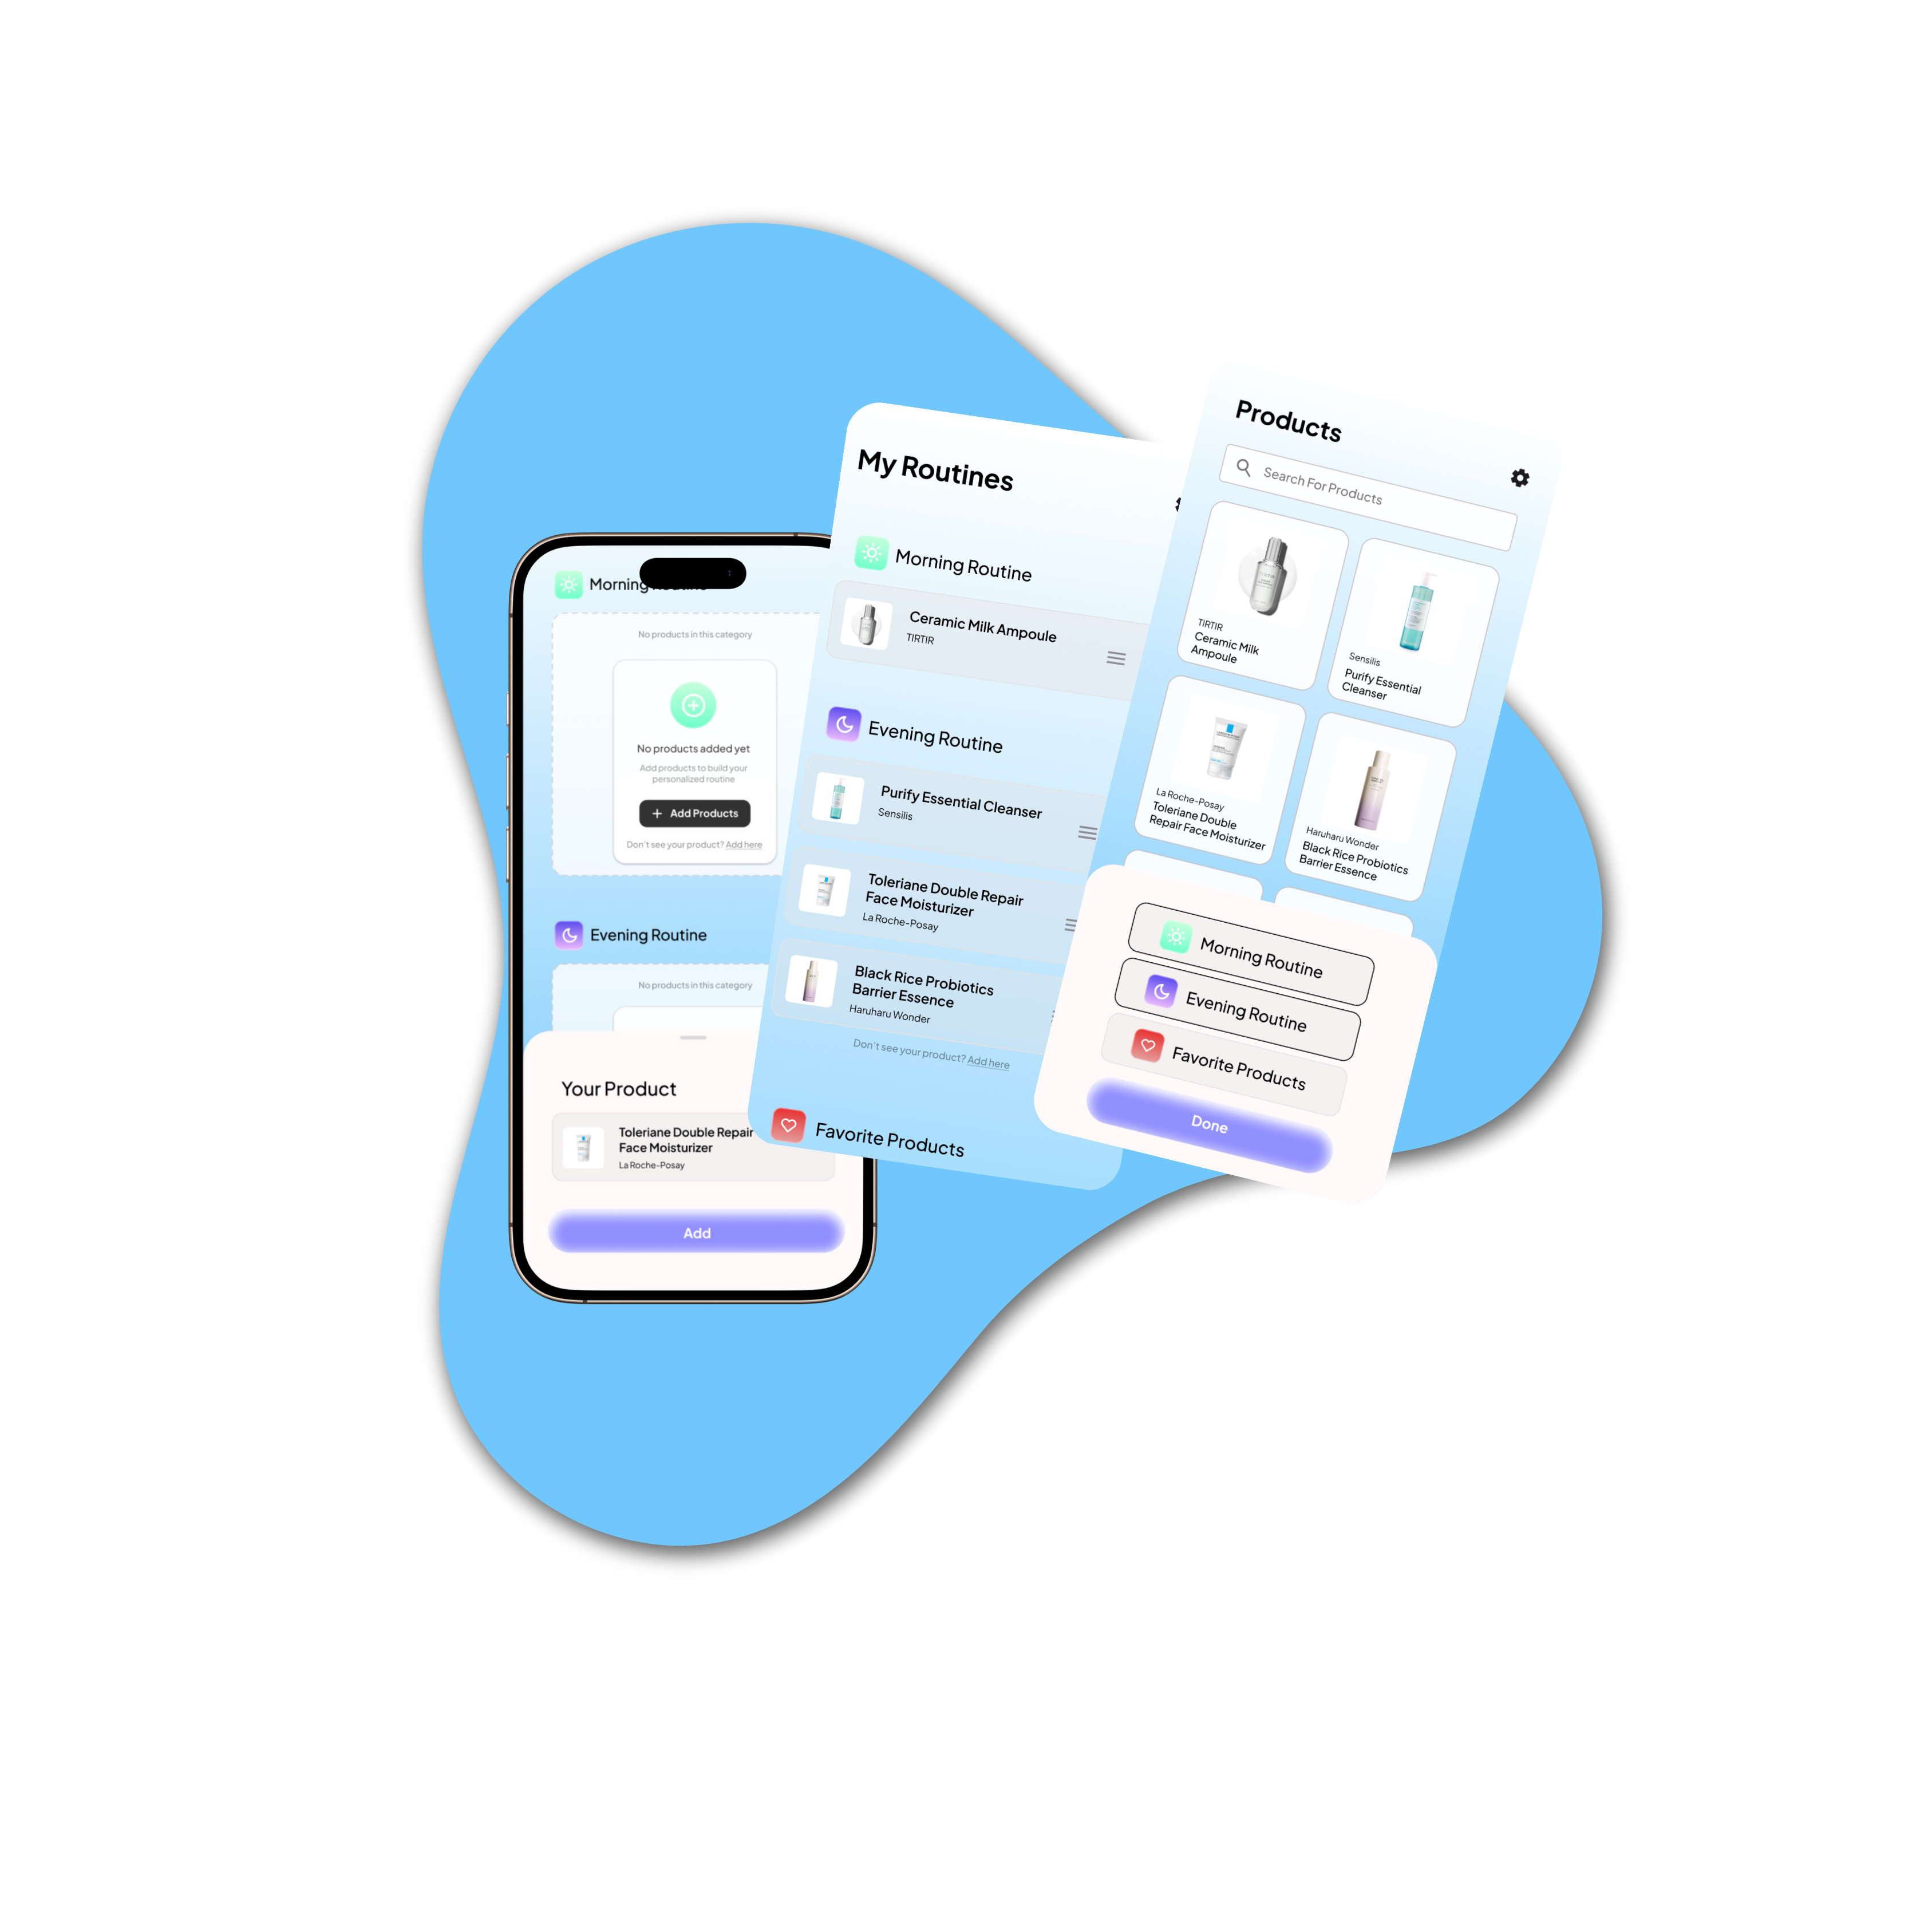 Morning
No products in this category
No products added yet
Add products to build your
personalized routine
+ Add Products
Don't see your product? Add here
Evening Routine
No products in this category
Your Product
Toleriane Double Repair
Face Moisturizer
La Roche-Posay
Add
My Routines
Morning Routine
Ceramic Milk Ampoule
TIRTIR
Evening Routine
Purify Essential Cleanser
Sensilis
Toleriane Double Repair
Face Moisturizer
La Roche-Posay
Black Rice Probiotics
Barrier Essence
Haruharu Wonder
Don't see your product? Add here
Favorite Products
Products
Search For Products
TIRTIR
Ceramic Milk
Ampoule
Sensilis
Purify Essential
Cleanser
La Roche-Posay
Toleriane Double
Repair Face Moisturizer
Haruharu Wonder
Black Rice Probiotics
Barrier Essence
Morning Routine
Evening Routine
Favorite Products
Done